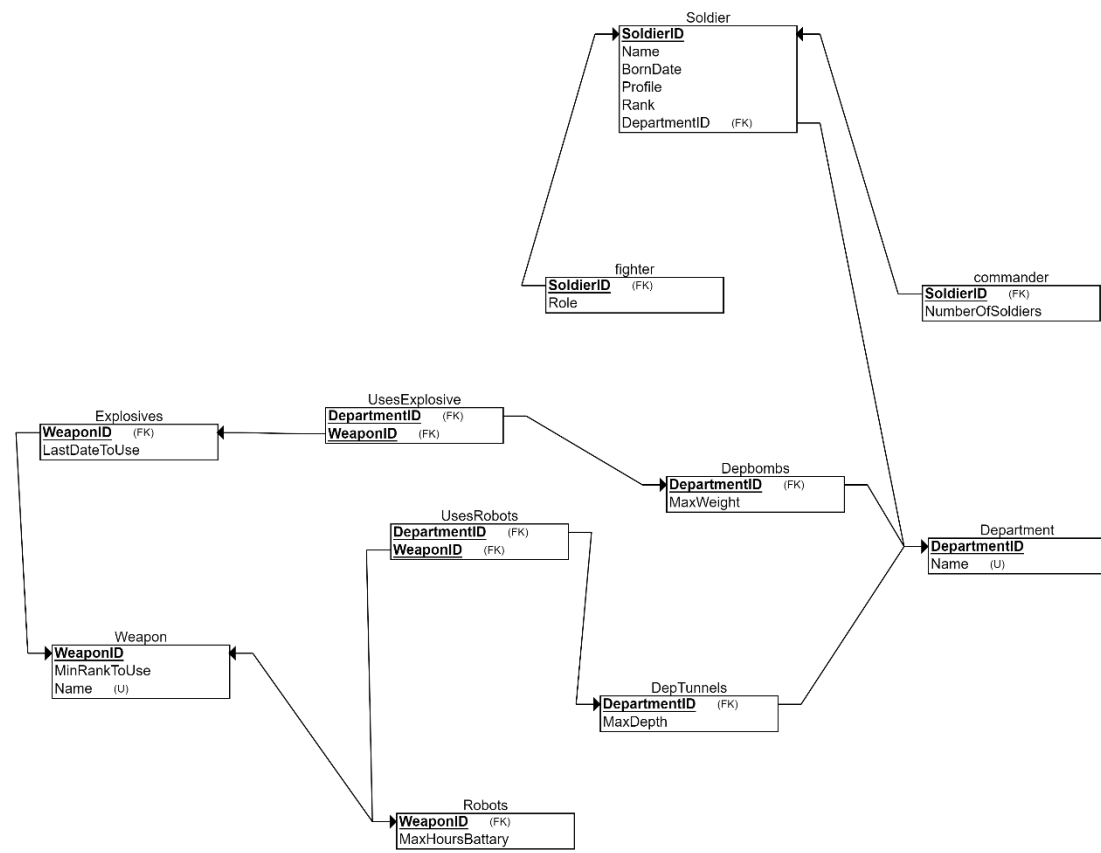 Soldier
SoldierID
Name
BornDate
Profile
Rank
DepartmentID (FK)
fighter
SoldierID (FK)
Role
commander
SoldierID (FK)
NumberOfSoldiers
UsesExplosive
DepartmentID (FK)
WeaponID (FK)
Explosives
WeaponID (FK)
LastDateToUse
Depbombs
DepartmentID (FK)
MaxWeight
UsesRobots
DepartmentID (FK)
WeaponID (FK)
Department
DepartmentID
Name (U)
Weapon
WeaponID
MinRankToUse
Name (U)
DepTunnels
DepartmentID (FK)
MaxDepth
Robots
WeaponID (FK)
MaxHoursBattary